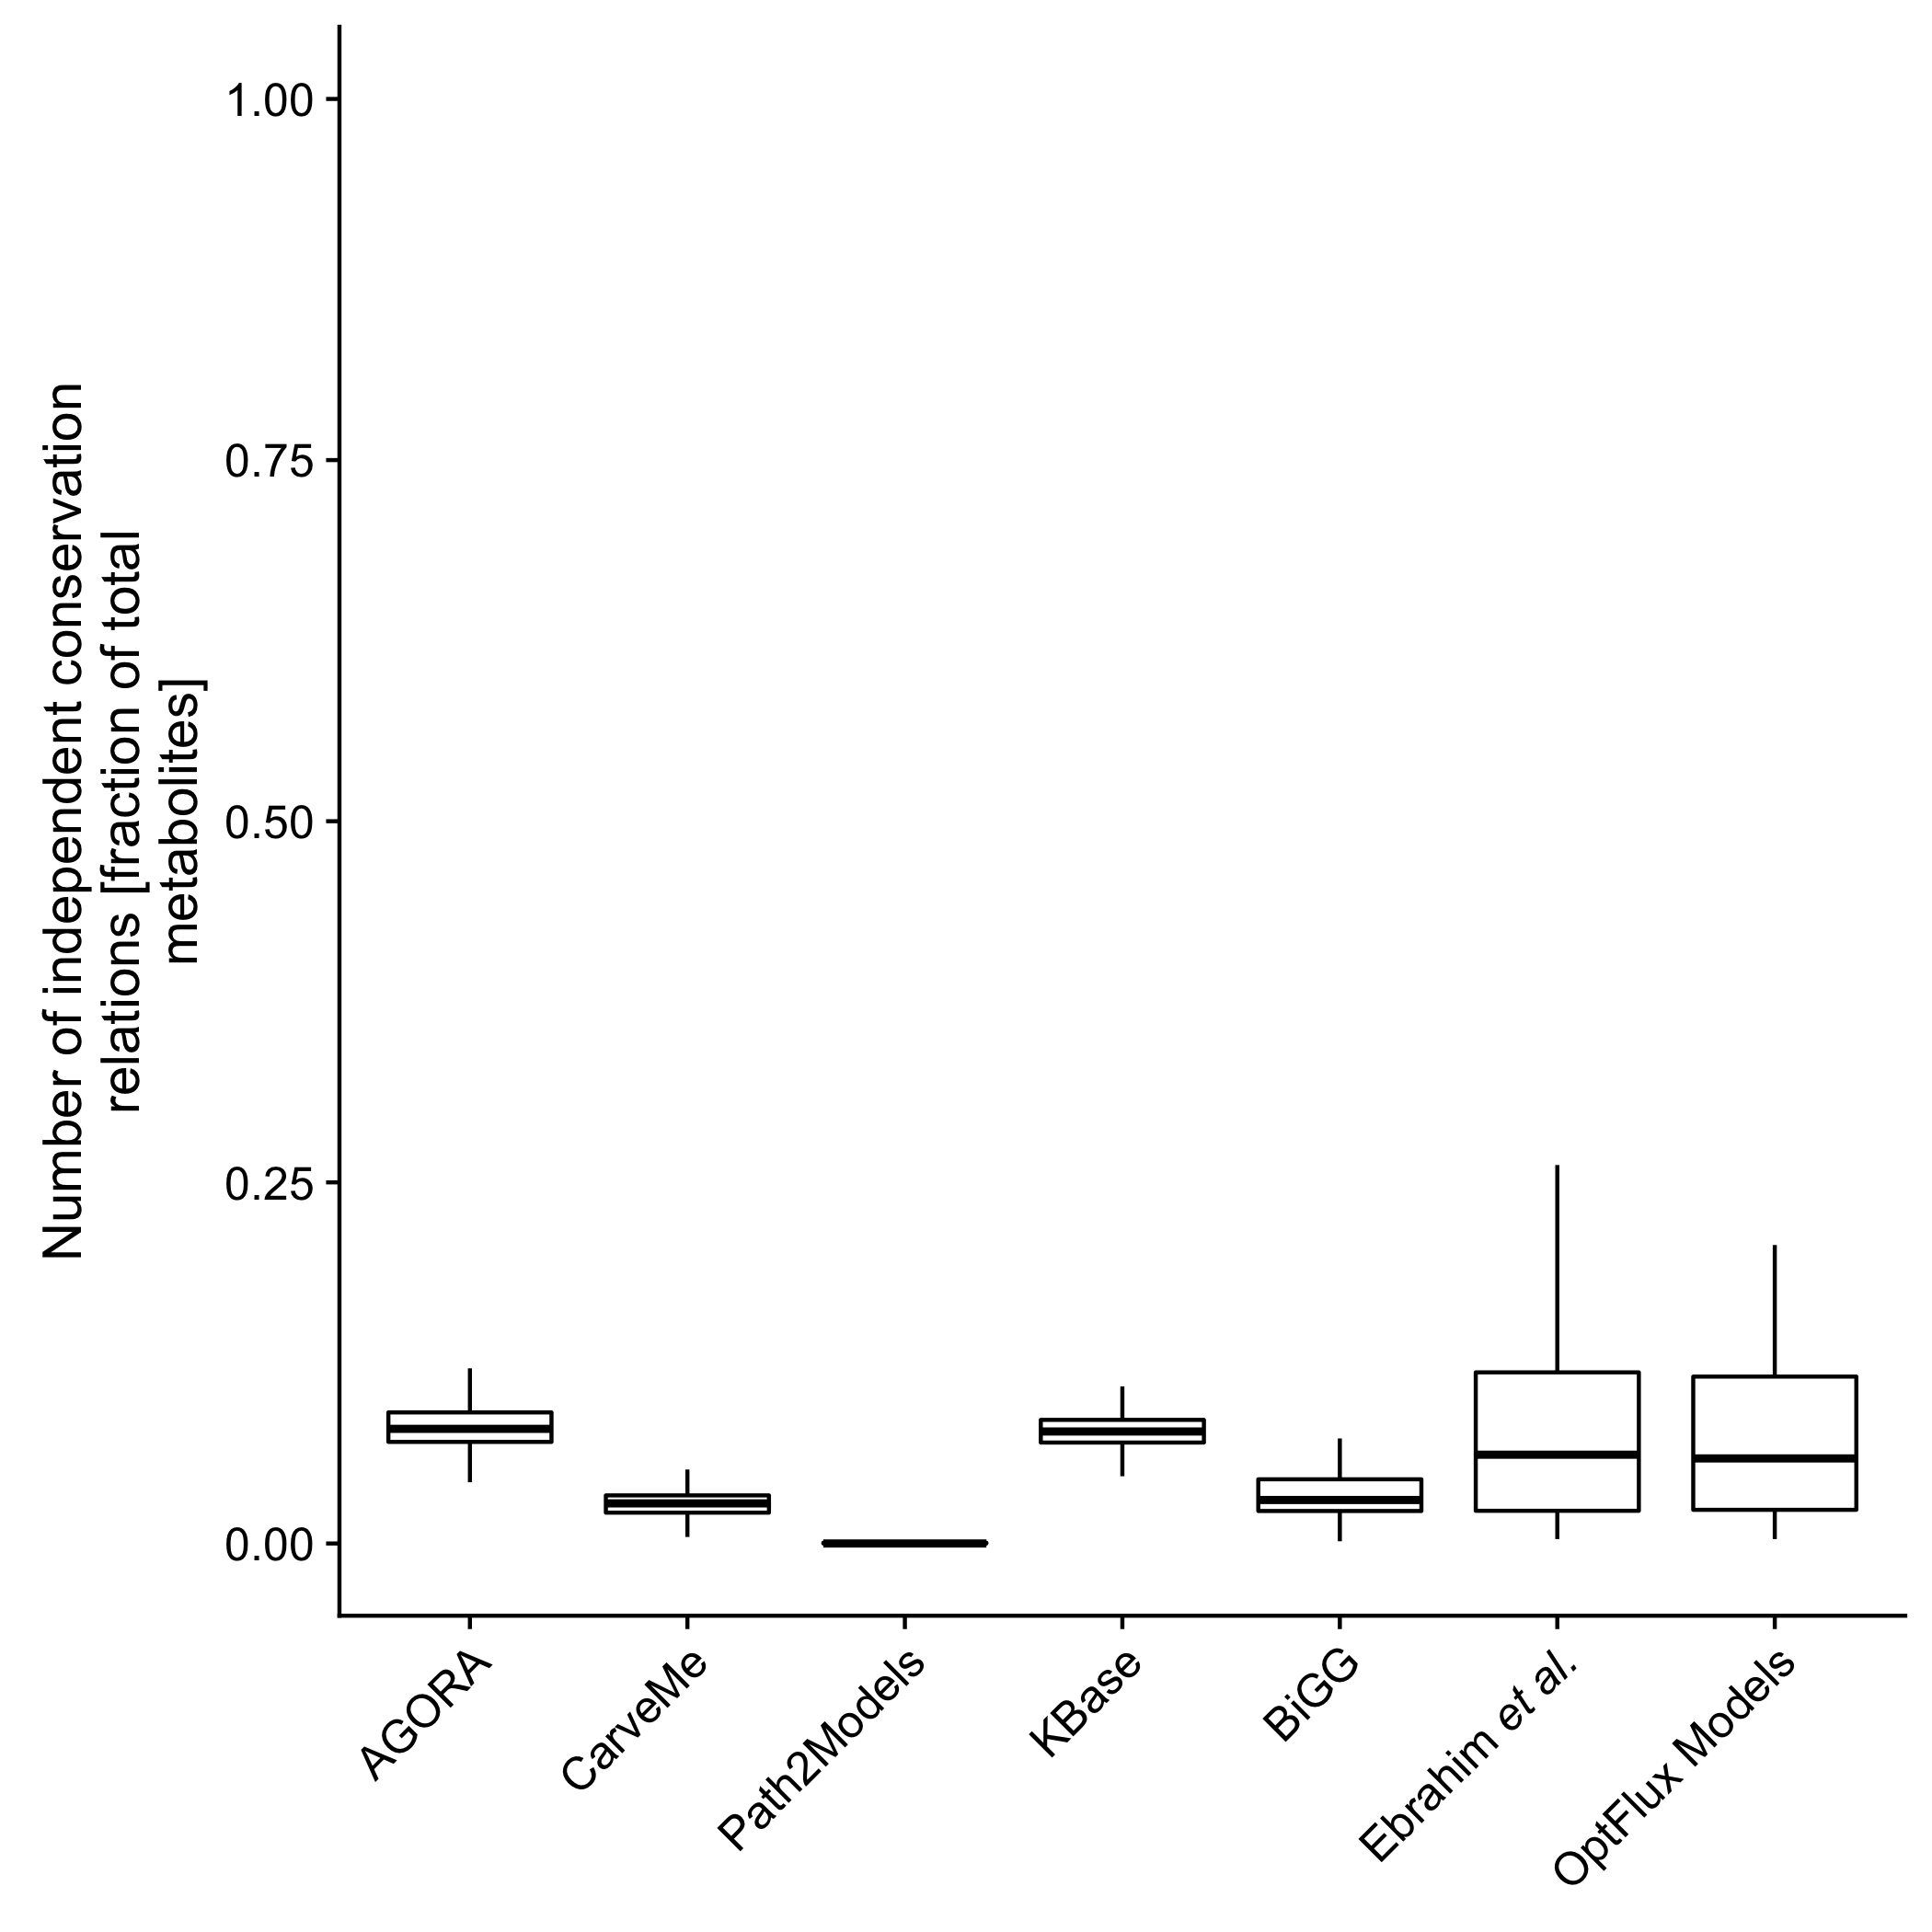 Number of independent conservation
relations [fraction of total
metabolites]
1.00
0.75
0.50
0.25
0.00
AGORA
CarveMe
Path2Models
KBase
BiGG
Ebrahim et al.
OptFlux Models